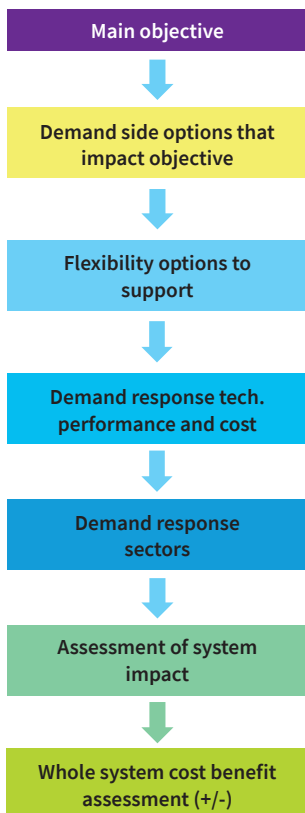 Main objective
Demand side options that
impact objective
Flexibility options to
support
Demand response tech.
performance and cost
Demand response
sectors
Assessment of system
impact
Whole system cost benefit
assessment (+/-)